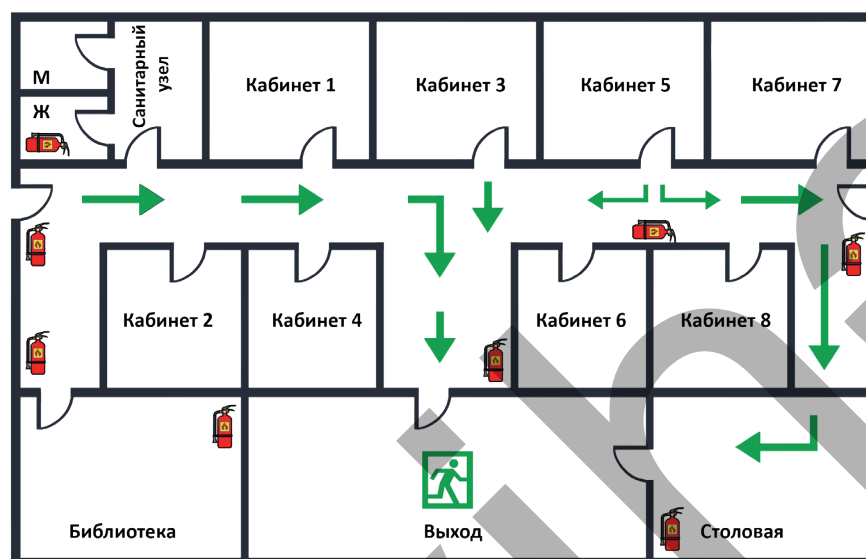 М
Ж
Санитарный
узел
Кабинет 1
Кабинет 3
Кабинет 5
Кабинет 7
Кабинет 2
Кабинет 4
Кабинет 6
Кабинет 8
Библиотека
Выход
Столовая